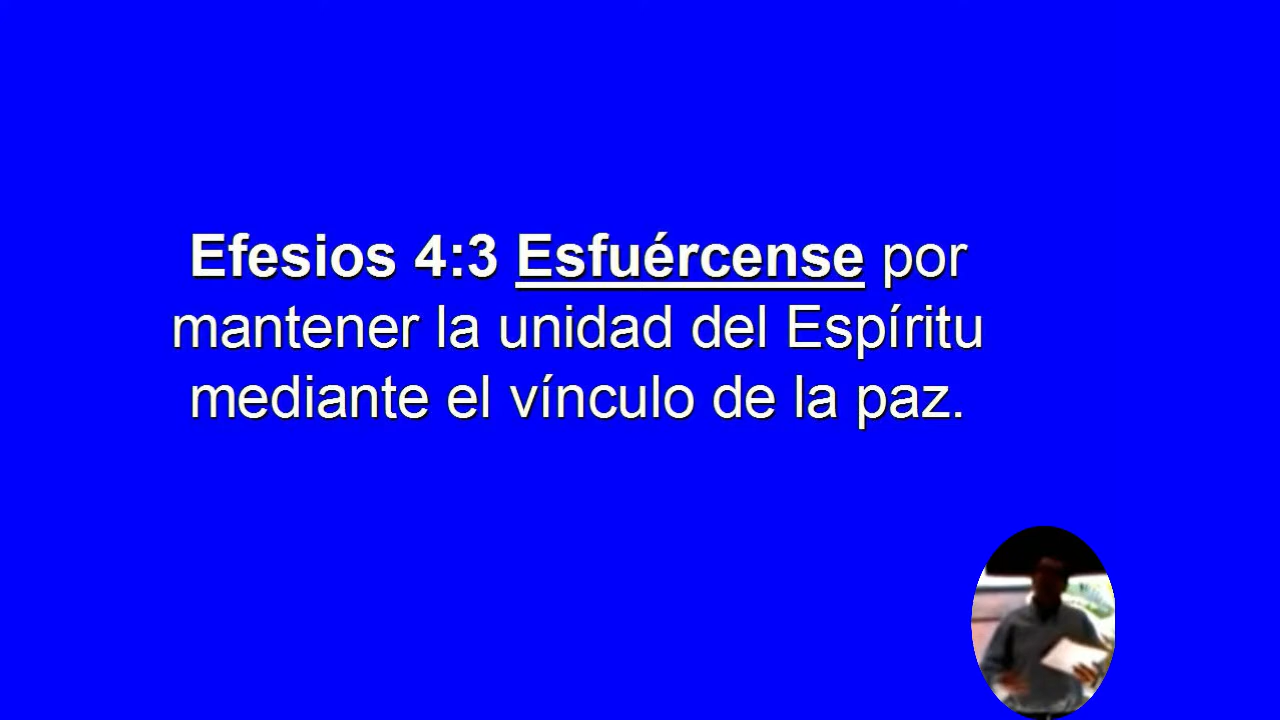 Efesios 4:3 Esfuércense por
mantener la unidad del Espíritu
mediante el vínculo de la paz.